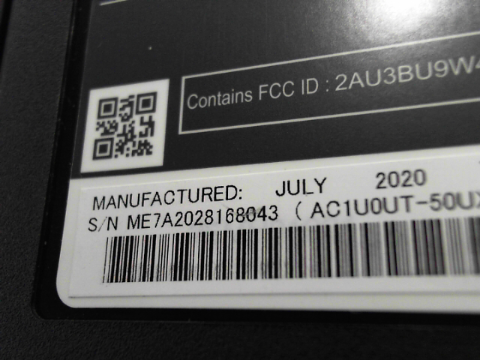 Contains FCC ID : 2AU3BU9W4
MANUFACTURED: JULY 2020
S/N ME7A2028168043 ( AC1U0UT-50UX